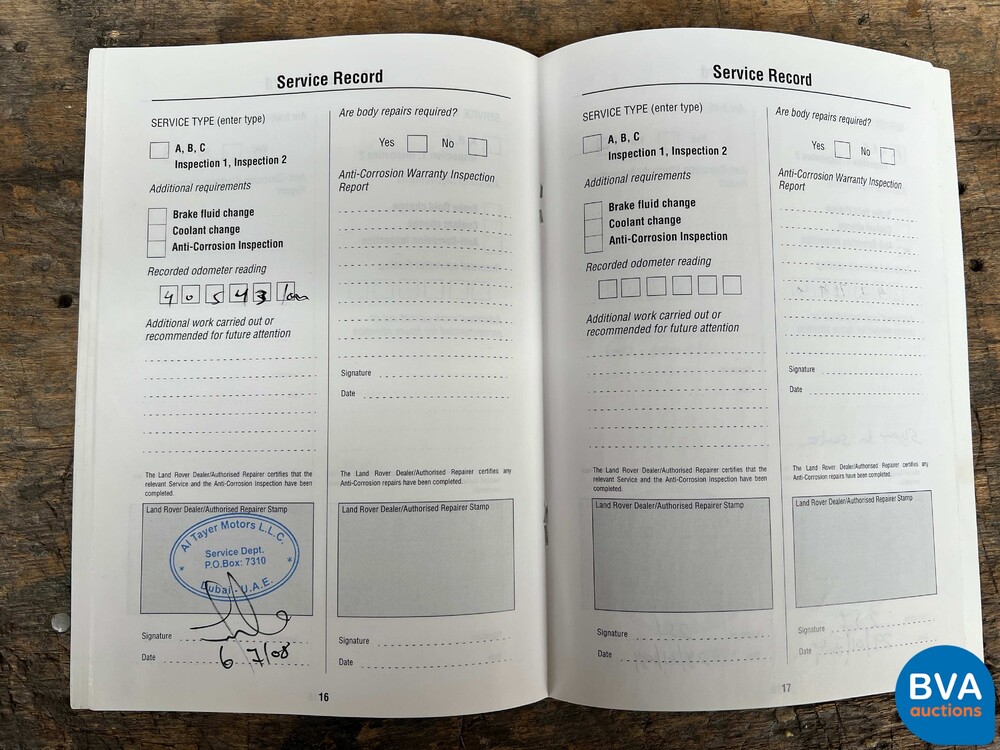 Service Record
SERVICE TYPE (enter type)
A, B, C
Inspection 1, Inspection 2
Additional requirements
Brake fluid change
Coolant change
Anti-Corrosion Inspection
Recorded odometer reading
40543 km
Additional work carried out or
recommended for future attention
The Land Rover Dealer/Authorised Repairer certifies that the
relevant Service and the Anti-Corrosion Inspection have been
completed.
Land Rover Dealer/Authorised Repairer Stamp
Al Tayer Motors L.L.C.
Service Dept.
P.O.Box: 7310
Dubai - U.A.E.
Signature
Date 6/7/08
Are body repairs required?
Yes No
Anti-Corrosion Warranty Inspection
Report
Signature
Date
The Land Rover Dealer/Authorised Repairer certifies any
Anti-Corrosion repairs have been completed.
Land Rover Dealer/Authorised Repairer Stamp
Signature
Date
16
Service Record
SERVICE TYPE (enter type)
A, B, C
Inspection 1, Inspection 2
Additional requirements
Brake fluid change
Coolant change
Anti-Corrosion Inspection
Recorded odometer reading
Additional work carried out or
recommended for future attention
The Land Rover Dealer/Authorised Repairer certifies that the
relevant Service and the Anti-Corrosion Inspection have been
completed.
Land Rover Dealer/Authorised Repairer Stamp
Signature
Date
Are body repairs required?
Yes No
Anti-Corrosion Warranty Inspection
Report
Signature
Date
The Land Rover Dealer/Authorised Repairer certifies any
Anti-Corrosion repairs have been completed.
Land Rover Dealer/Authorised Repairer Stamp
Signature
Date
17
BVA
auctions